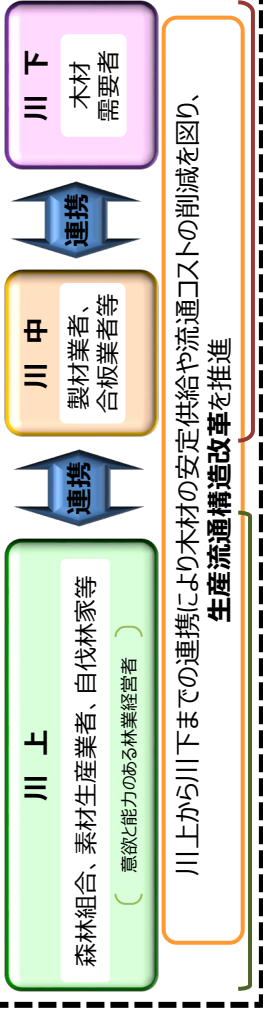 川 上
森林組合、素材生産業者、自伐林家等
（ 意欲と能力のある林業経営者 ）
連携
川 中
製材業者、
合板業者等
連携
川 下
木材
需要者
川上から川下までの連携により木材の安定供給や流通コストの削減を図り、
生産流通構造改革を推進